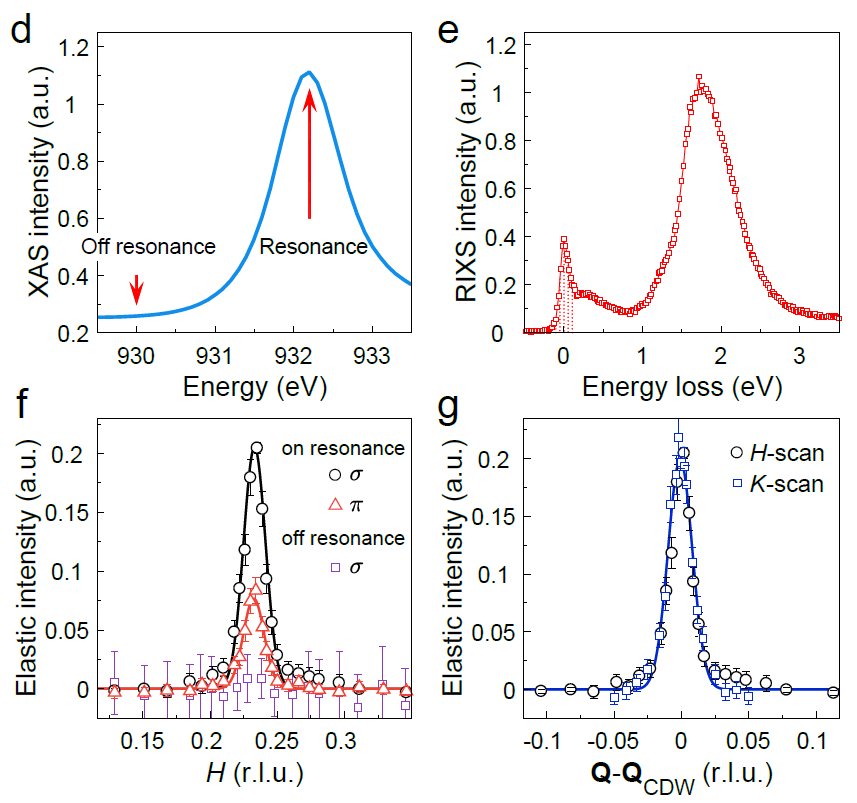 d
XAS intensity (a.u.)
1.2
1
0.8
0.6
0.4
0.2
Off resonance
Resonance
930 931 932 933
Energy (eV)
e
RIXS intensity (a.u.)
1.2
1
0.8
0.6
0.4
0.2
0
0 1 2 3
Energy loss (eV)
f
Elastic intensity (a.u.)
0.2
0.15
0.1
0.05
0
on resonance
σ
π
off resonance
σ
0.15 0.2 0.25 0.3
H (r.l.u.)
g
Elastic intensity (a.u.)
0.2
0.15
0.1
0.05
0
H-scan
K-scan
-0.1 -0.05 0 0.05 0.1
Q-QCDW (r.l.u.)